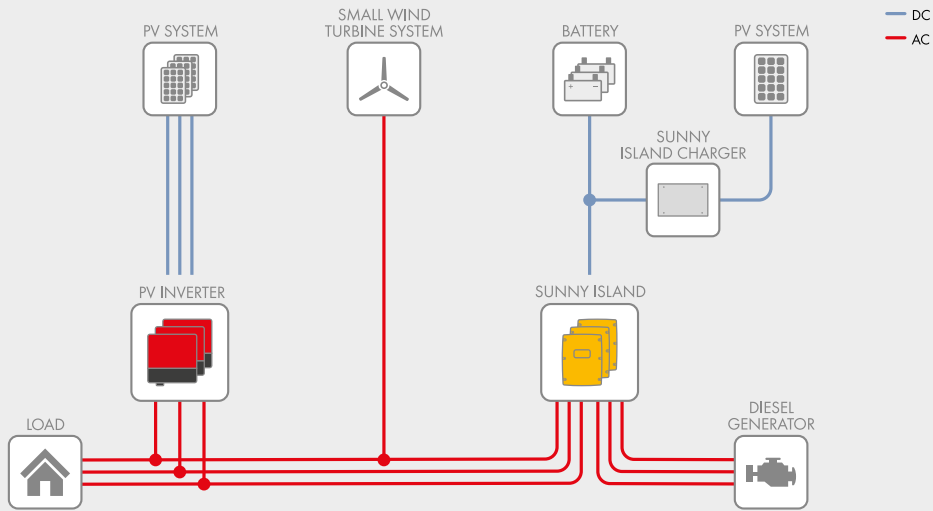 PV SYSTEM
SMALL WIND
TURBINE SYSTEM
BATTERY
PV SYSTEM
DC
AC
SUNNY
ISLAND CHARGER
PV INVERTER
SUNNY ISLAND
LOAD
DIESEL
GENERATOR